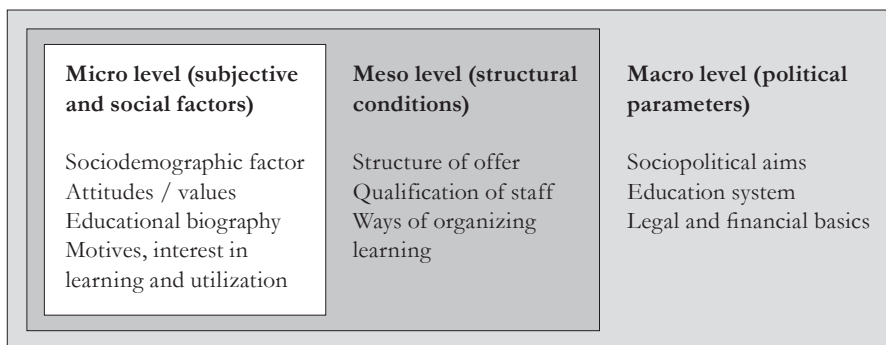 Micro level (subjective
and social factors)
Sociodemographic factor
Attitudes / values
Educational biography
Motives, interest in
learning and utilization
Meso level (structural
conditions)
Structure of offer
Qualification of staff
Ways of organizing
learning
Macro level (political
parameters)
Sociopolitical aims
Education system
Legal and financial basics